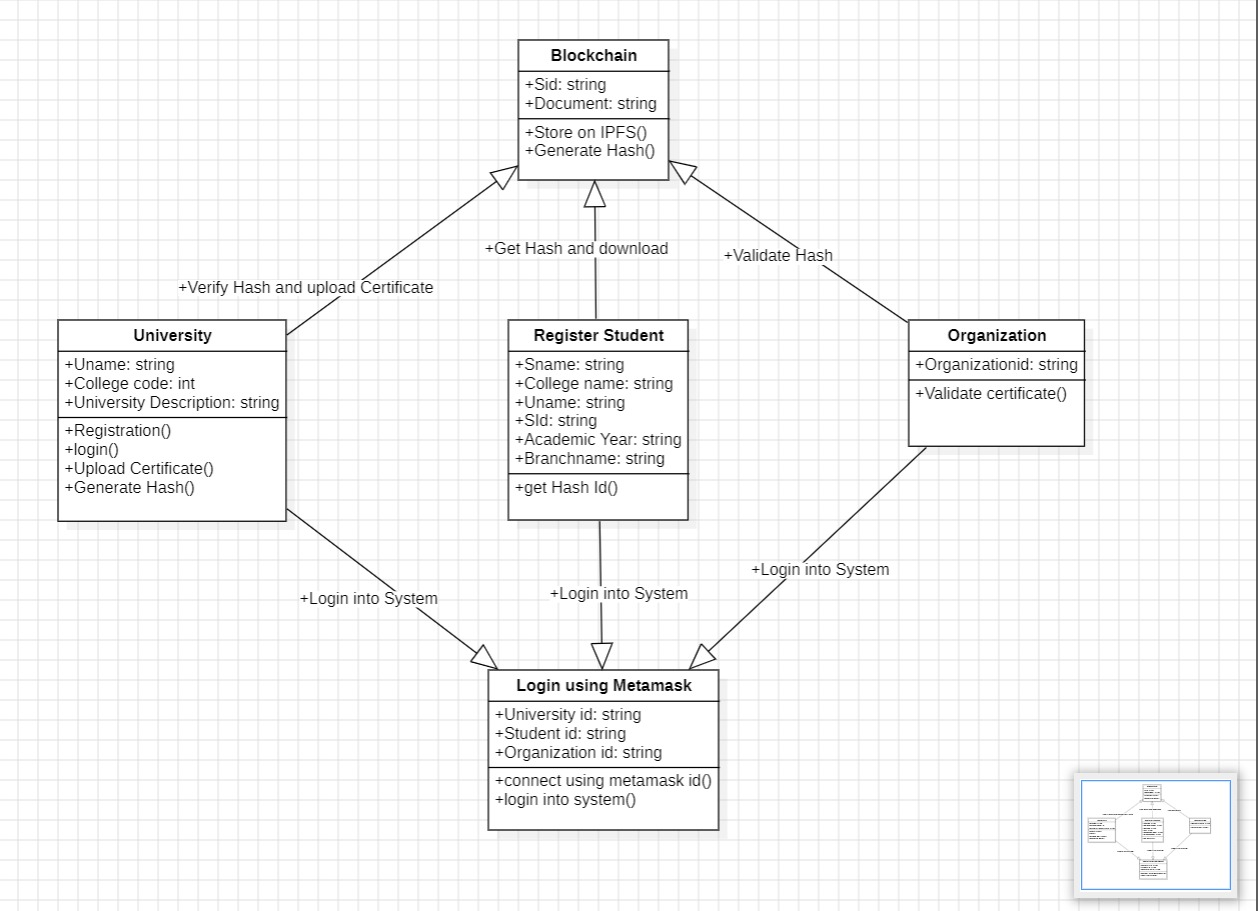 Blockchain
+Sid: string
+Document: string
+Store on IPFS()
+Generate Hash()
+Get Hash and download
+Validate Hash
+Verify Hash and upload Certificate
University
+Uname: string
+College code: int
+University Description: string
+Registration()
+login()
+Upload Certificate()
+Generate Hash()
Register Student
+Sname: string
+College name: string
+Uname: string
+SId: string
+Academic Year: string
+Branchname: string
+get Hash Id()
Organization
+Organizationid: string
+Validate certificate()
+Login into System
+Login into System
+Login into System
Login using Metamask
+University id: string
+Student id: string
+Organization id: string
+connect using metamask id()
+login into system()